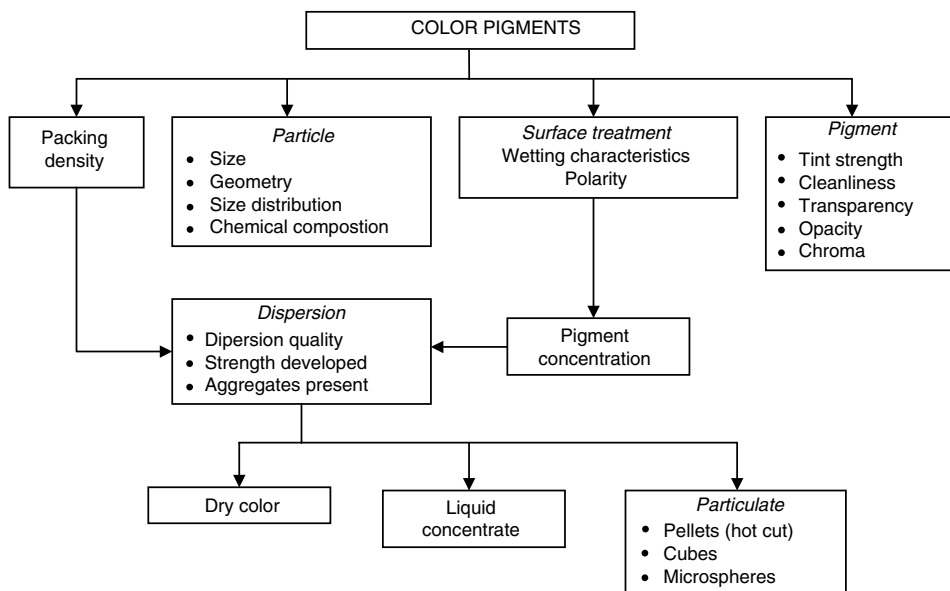 COLOR PIGMENTS
Packing
density
Particle
• Size
• Geometry
• Size distribution
• Chemical compostion
Surface treatment
Wetting characteristics
Polarity
Pigment
• Tint strength
• Cleanliness
• Transparency
• Opacity
• Chroma
Dispersion
• Dipersion quality
• Strength developed
• Aggregates present
Pigment
concentration
Dry color
Liquid
concentrate
Particulate
• Pellets (hot cut)
• Cubes
• Microspheres